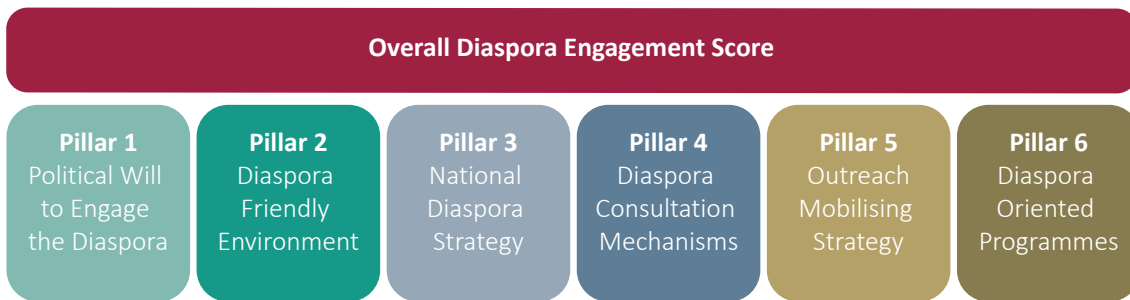 Overall Diaspora Engagement Score
Pillar 1
Political Will
to Engage
the Diaspora
Pillar 2
Diaspora
Friendly
Environment
Pillar 3
National
Diaspora
Strategy
Pillar 4
Diaspora
Consultation
Mechanisms
Pillar 5
Outreach
Mobilising
Strategy
Pillar 6
Diaspora
Oriented
Programmes